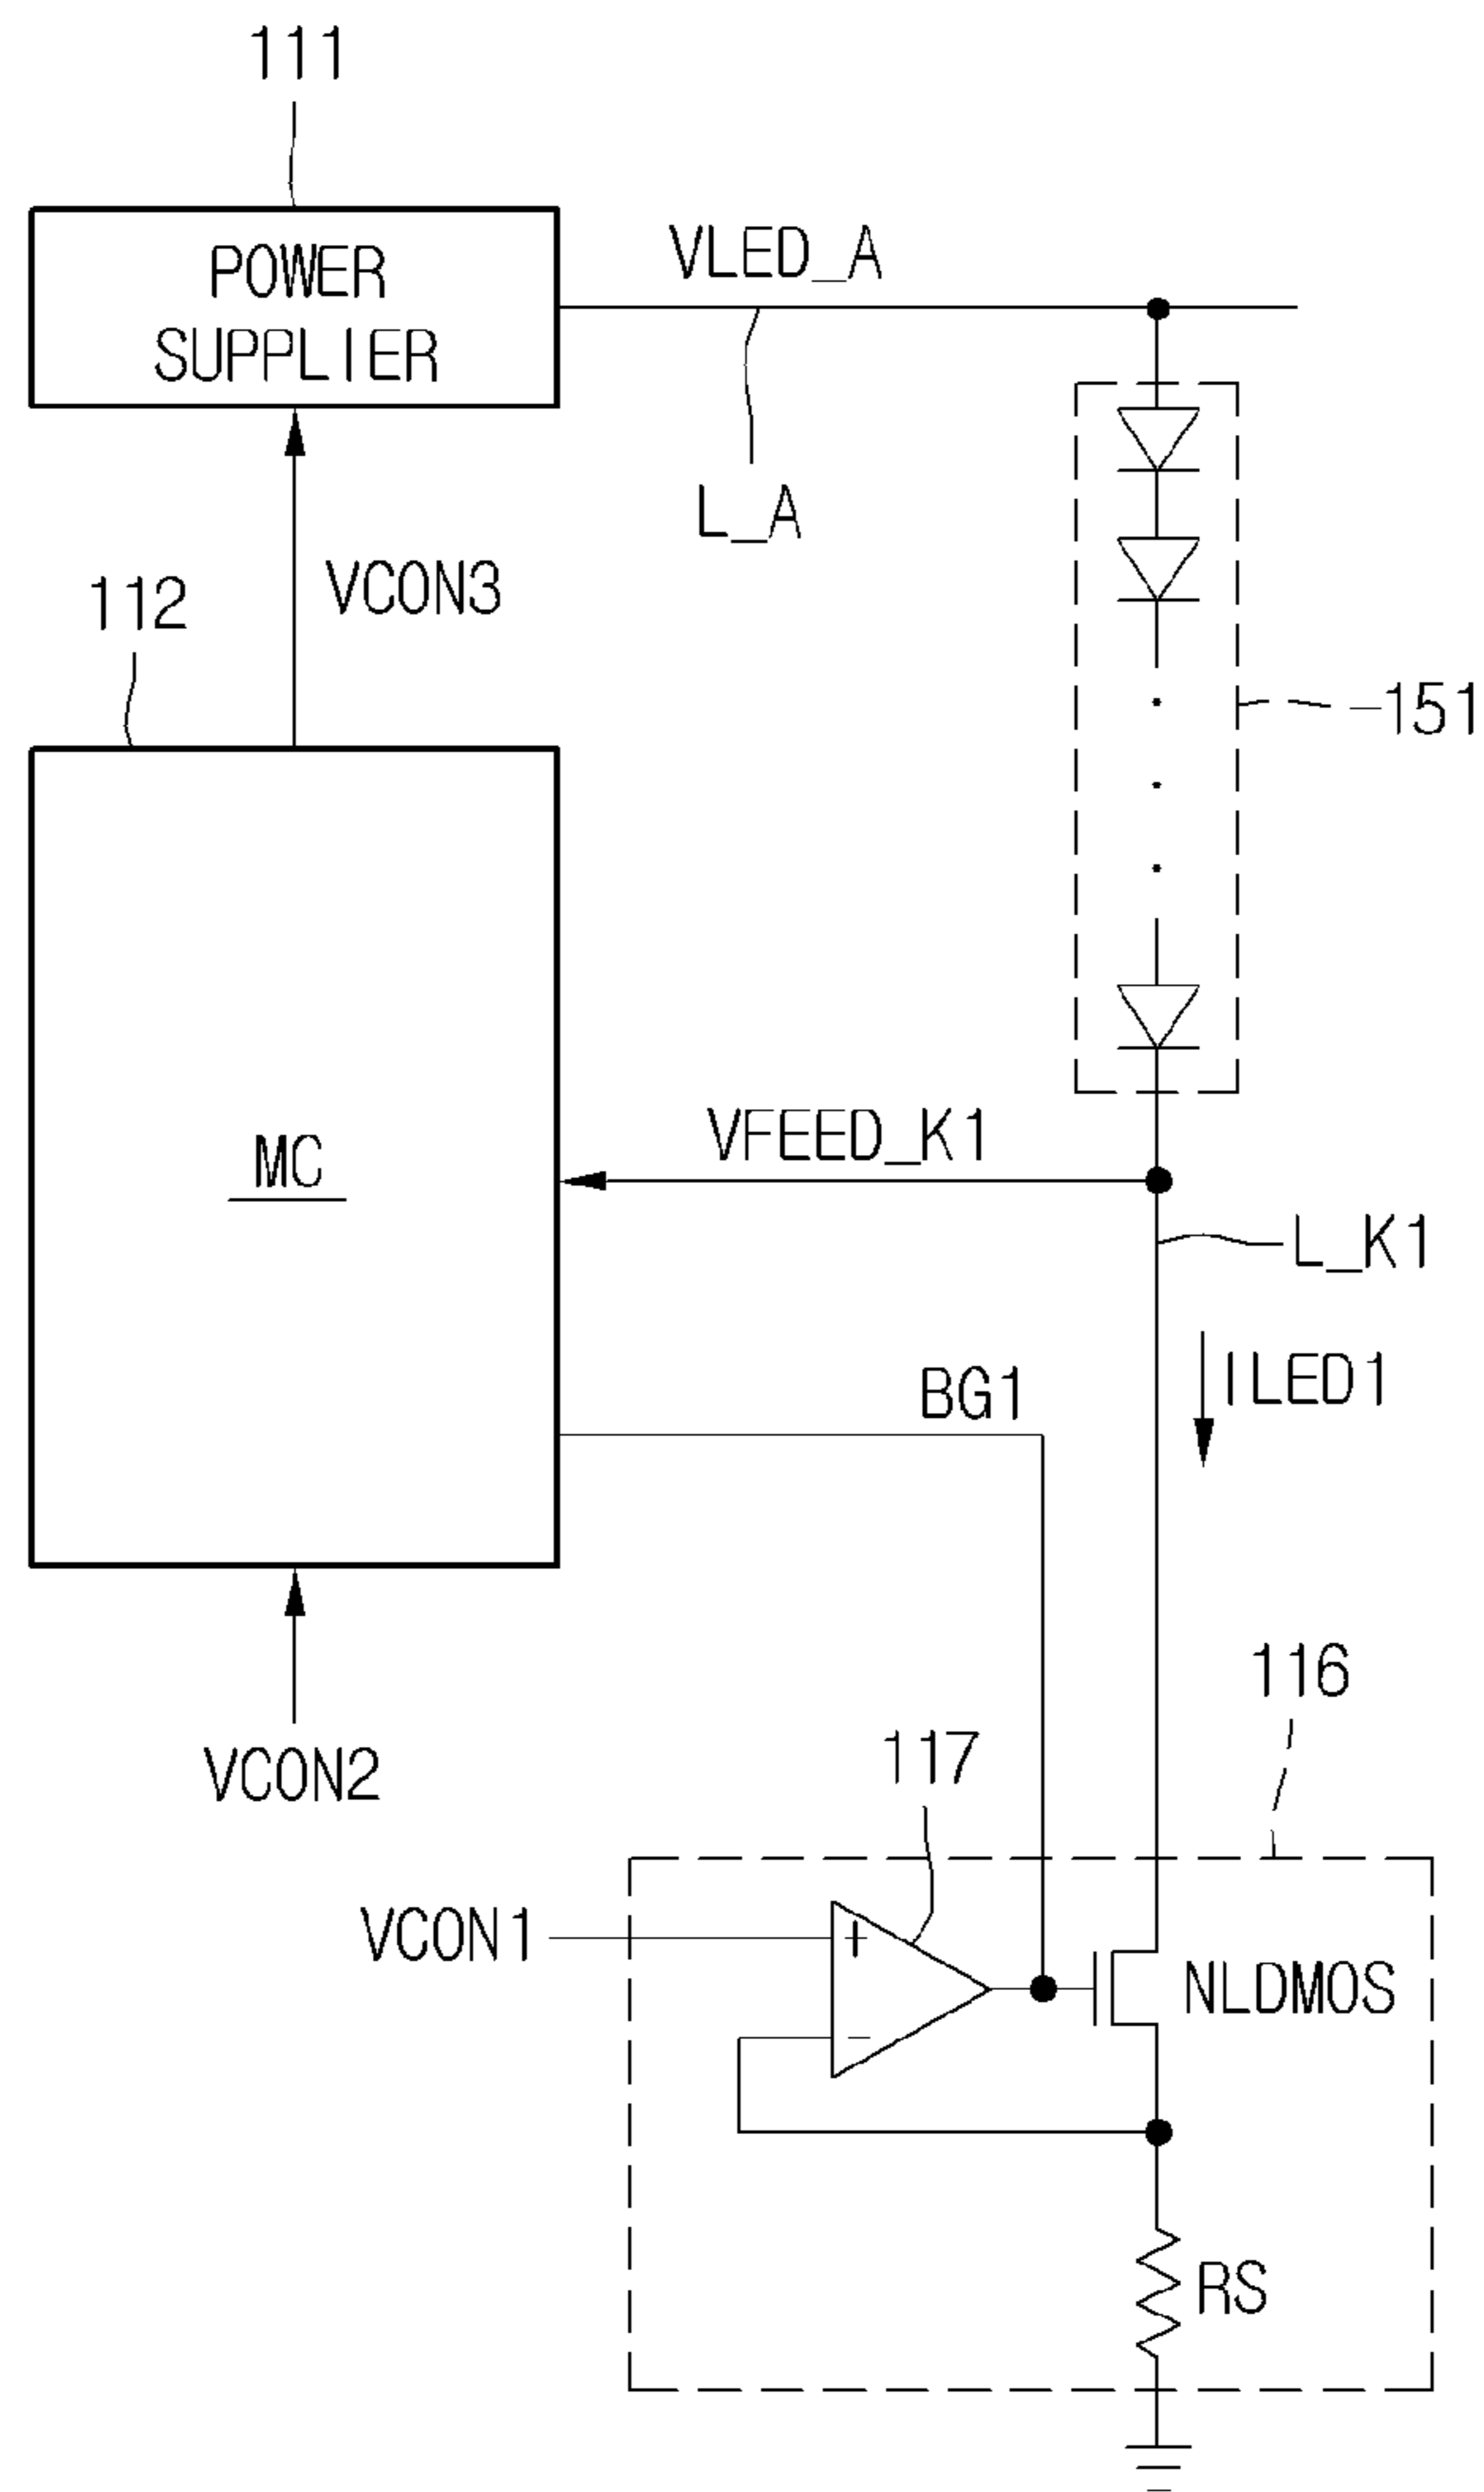 111
POWER
SUPPLIER
VLED_A
L_A
VCON3
112
151
MC
VFEED_K1
L_K1
ILED1
BG1
VCON2
116
117
VCON1
+
NLDMOS
−
RS